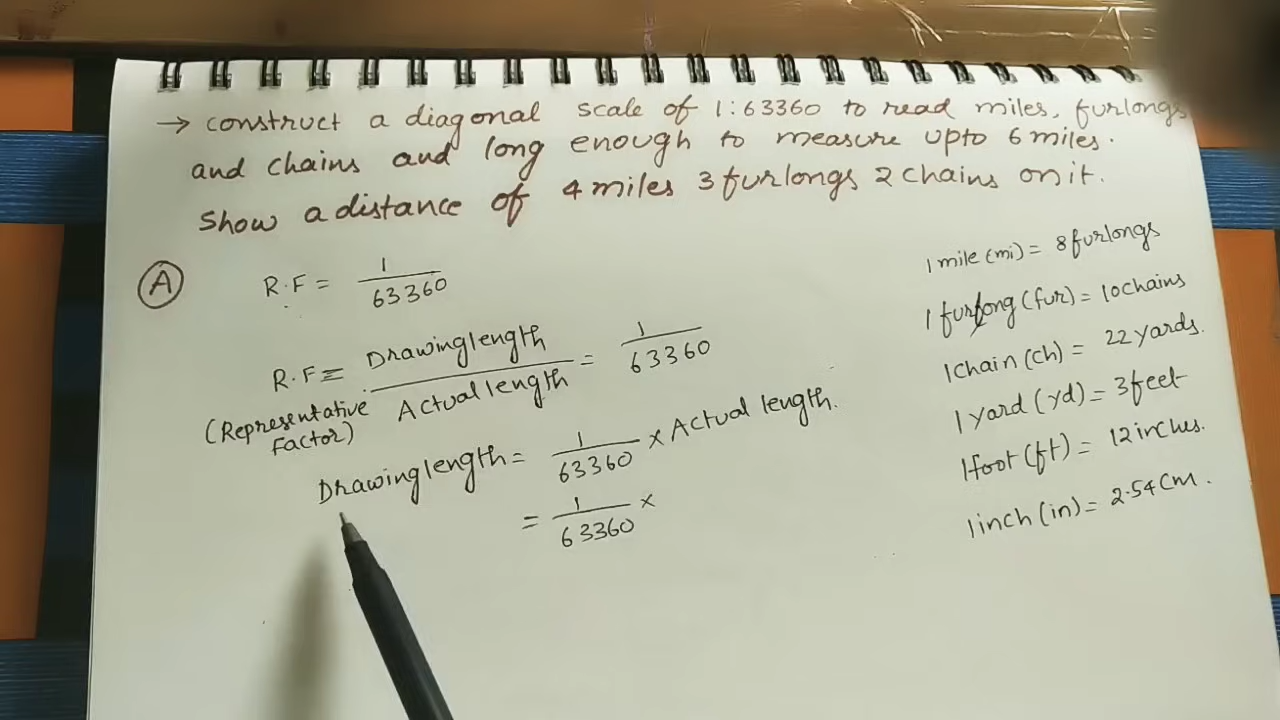 → construct a diagonal scale of 1:63360 to read miles, furlongs
and chains and long enough to measure upto 6 miles.
Show a distance of 4 miles 3 furlongs 2 chains on it.
A
R.F = 1/63360
R.F = Drawing length / Actual length = 1/63360
(Representative Factor)
Drawing length = 1/63360 × Actual length.
= 1/63360 ×
1 mile (mi) = 8 furlongs
1 furlong (fur) = 10 chains
1 chain (ch) = 22 yards.
1 yard (yd) = 3 feet
1 foot (ft) = 12 inches.
1 inch (in) = 2.54 cm.